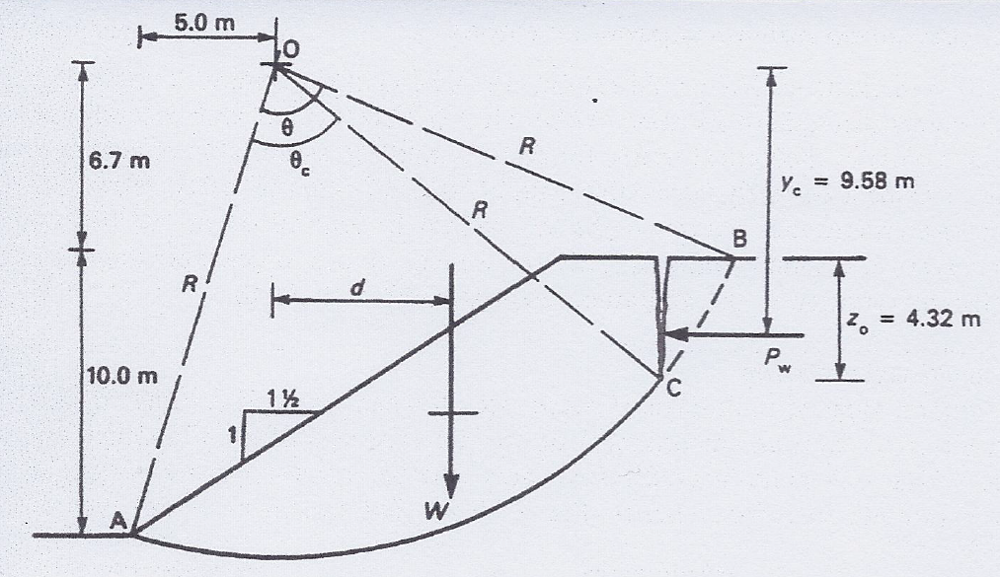 5.0 m
O
θ
θc
6.7 m
R
R
R
yc = 9.58 m
B
d
zo = 4.32 m
Pw
10.0 m
1½
1
C
W
A